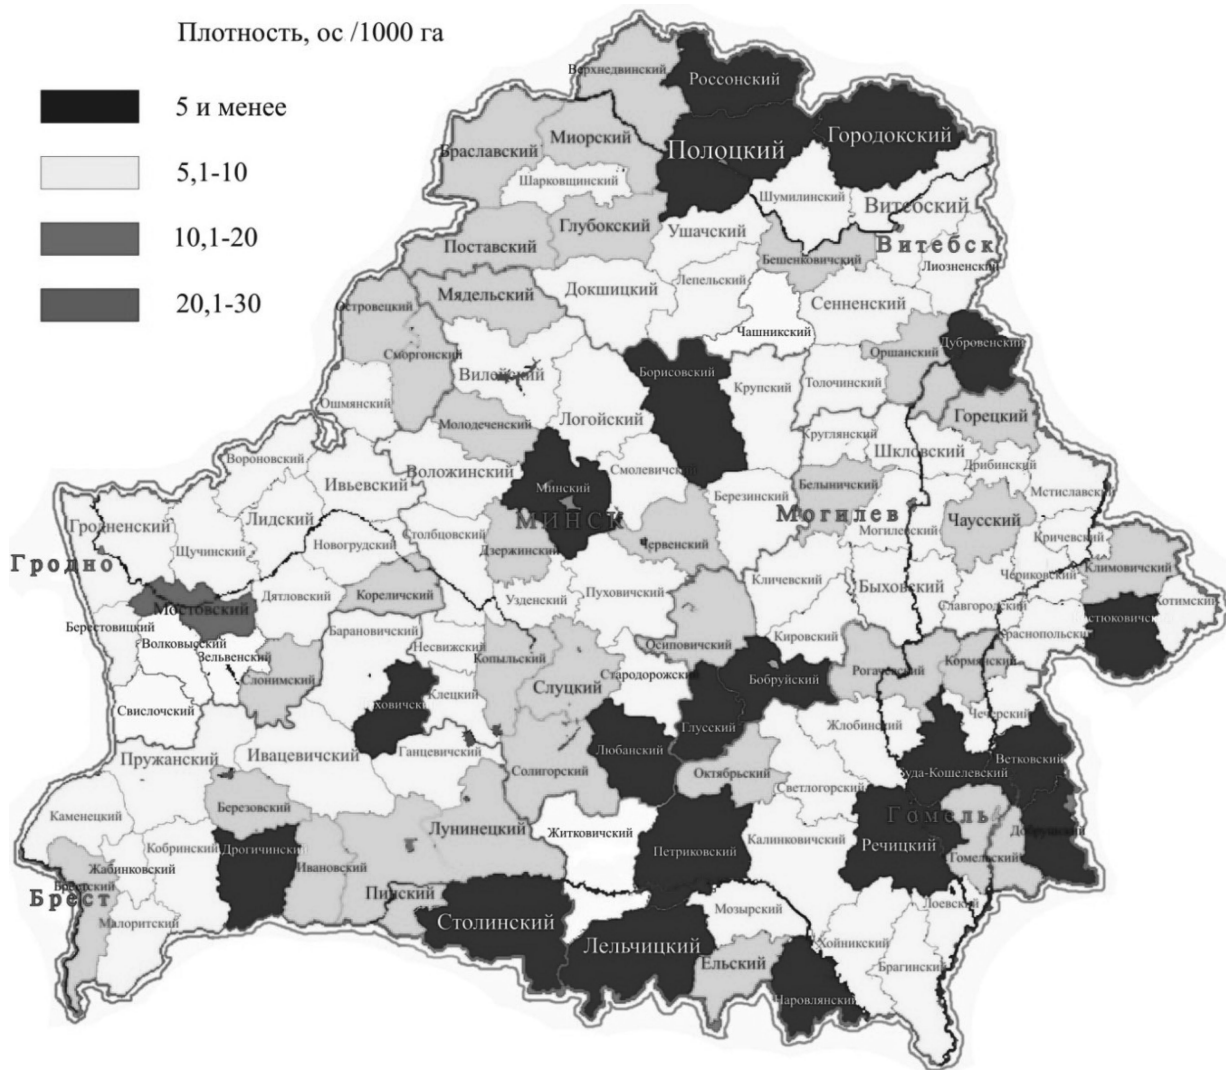 Плотность, ос /1000 га
5 и менее
5,1-10
10,1-20
20,1-30
Верхнедвинский
Россонский
Городокский
Миорский
Полоцкий
Браславский
Шарковщинский
Шумилинский
Витебский
Глубокский
Ушачский
Поставский
Витебск
Бешенковичский
Лиозненский
Лепельский
Докшицкий
Мядельский
Сенненский
Островецкий
Чашникский
Дубровенский
Сморгонский
Оршанский
Вилейский
Борисовский
Крупский
Толочинский
Ошмянский
Горецкий
Логойский
Молодеченский
Круглянский
Шкловский
Вороновский
Воложинский
Смолевичский
Дрибинский
Ивьевский
Минский
Белыничский
Мстиславский
Березинский
Гродненский
Лидский
МИНСК
Могилев
Чаусский
Могилевский
Столбцовский
Кричевский
Новогрудский
Щучинский
Дзержинский
Червенский
Гродно
Климовичский
Чериковский
Кличевский
Быховский
Пуховичский
Кореличский
Дятловский
Узденский
Мостовский
Славгородский
Хотимский
Берестовицкий
Барановичский
Кировский
Краснопольский
Костюковичский
Волковысский
Несвижский
Осиповичский
Зельвенский
Копыльский
Кормянский
Рогачевский
Стародорожский
Слонимский
Бобруйский
Слуцкий
Клецкий
Ляховичский
Свислочский
Чечерский
Жлобинский
Глусский
Ганцевичский
Любанский
Пружанский
Ивацевичский
Ветковский
Солигорский
Октябрьский
Буда-Кошелевский
Светлогорский
Березовский
Каменецкий
Гомель
Лунинецкий
Житковичский
Добрушский
Калинковичский
Речицкий
Кобринский
Дрогичинский
Петриковский
Гомельский
Жабинковский
Ивановский
Брестский
Пинский
Брест
Лоевский
Мозырский
Малоритский
Столинский
Хойникский
Лельчицкий
Ельский
Брагинский
Наровлянский